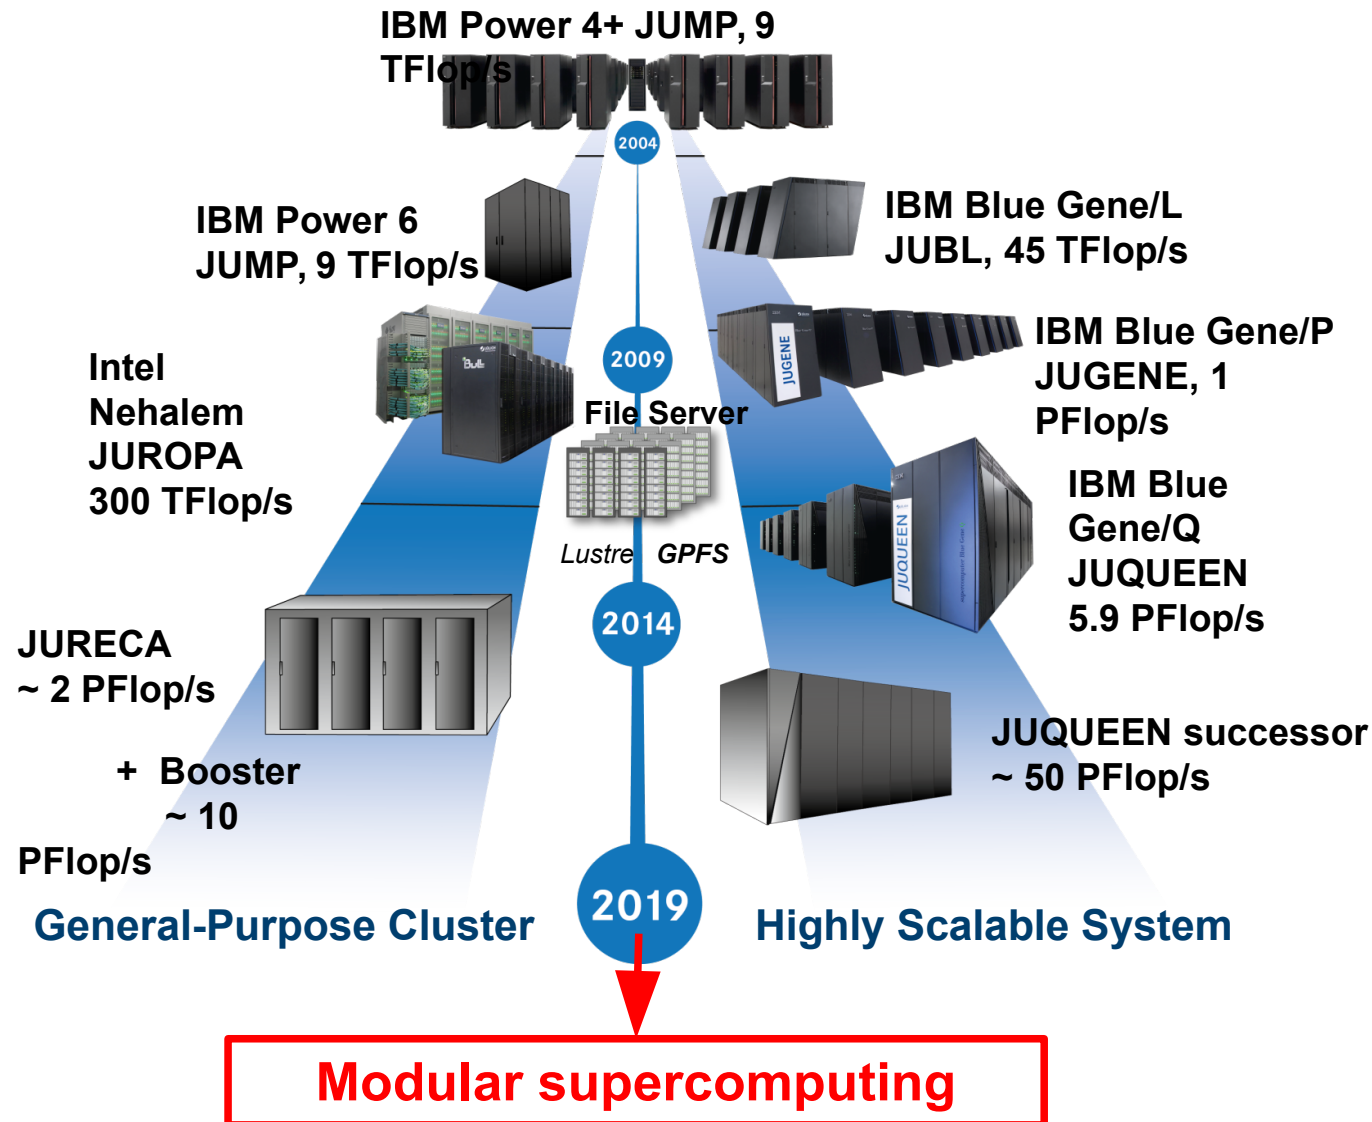 IBM Power 4+ JUMP, 9
TFlop/s
2004
IBM Power 6
JUMP, 9 TFlop/s
IBM Blue Gene/L
JUBL, 45 TFlop/s
Intel
Nehalem
JUROPA
300 TFlop/s
Bull
2009
File Server
Lustre GPFS
JUGENE
IBM Blue Gene/P
JUGENE, 1
PFlop/s
JUQUEEN
IBM Blue
Gene/Q
JUQUEEN
5.9 PFlop/s
2014
JURECA
~ 2 PFlop/s
+ Booster
~ 10
PFlop/s
JUQUEEN successor
~ 50 PFlop/s
General-Purpose Cluster
2019
Highly Scalable System
Modular supercomputing